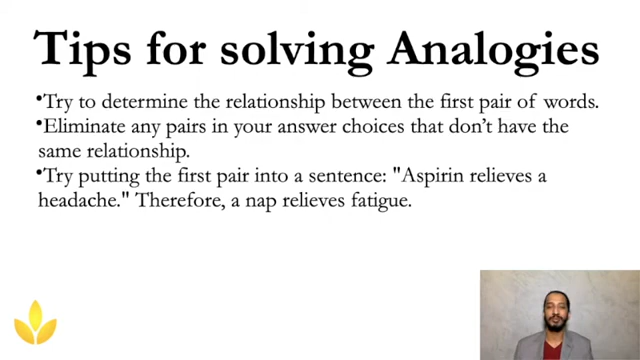 Tips for solving Analogies
•Try to determine the relationship between the first pair of words.
•Eliminate any pairs in your answer choices that don't have the
same relationship.
•Try putting the first pair into a sentence: "Aspirin relieves a
headache." Therefore, a nap relieves fatigue.